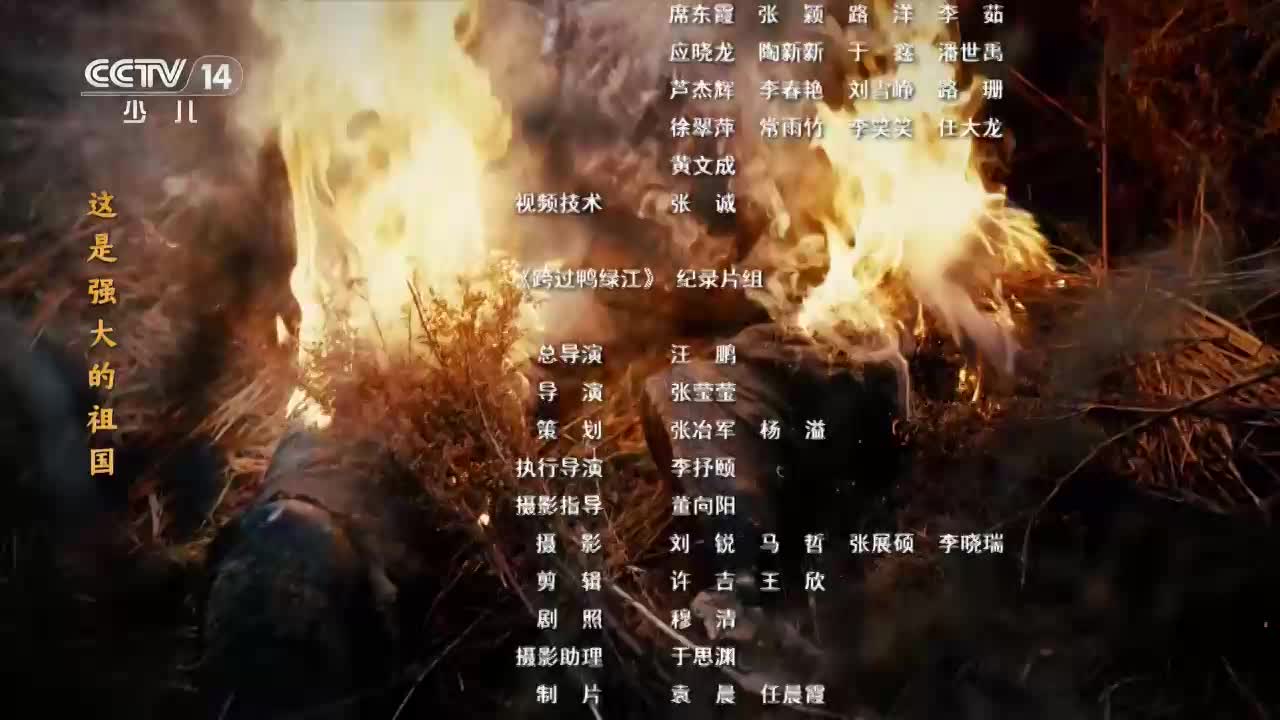 CCTV 14
少儿
这是强大的祖国
席东霞 张颖 路洋 李茹
应晓龙 陶新新 于鑫 潘世禹
芦杰辉 李春艳 刘雪峥 路珊
徐翠萍 常雨竹 李笑笑 任大龙
黄文成
视频技术 张诚
《跨过鸭绿江》 纪录片组
总导演 汪鹏
导演 张莹莹
策划 张冶军 杨溢
执行导演 李抒颐
摄影指导 董向阳
摄影 刘锐 马哲 张展硕 李晓瑞
剪辑 许吉 王欣
剧照 穆清
摄影助理 于思渊
制片 袁晨 任晨霞